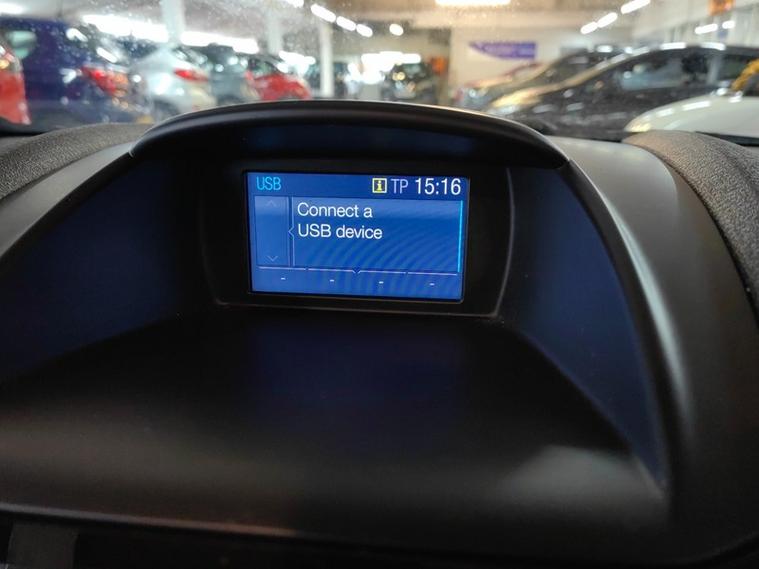 USB i TP 15:16
Connect a
USB device
- - - -